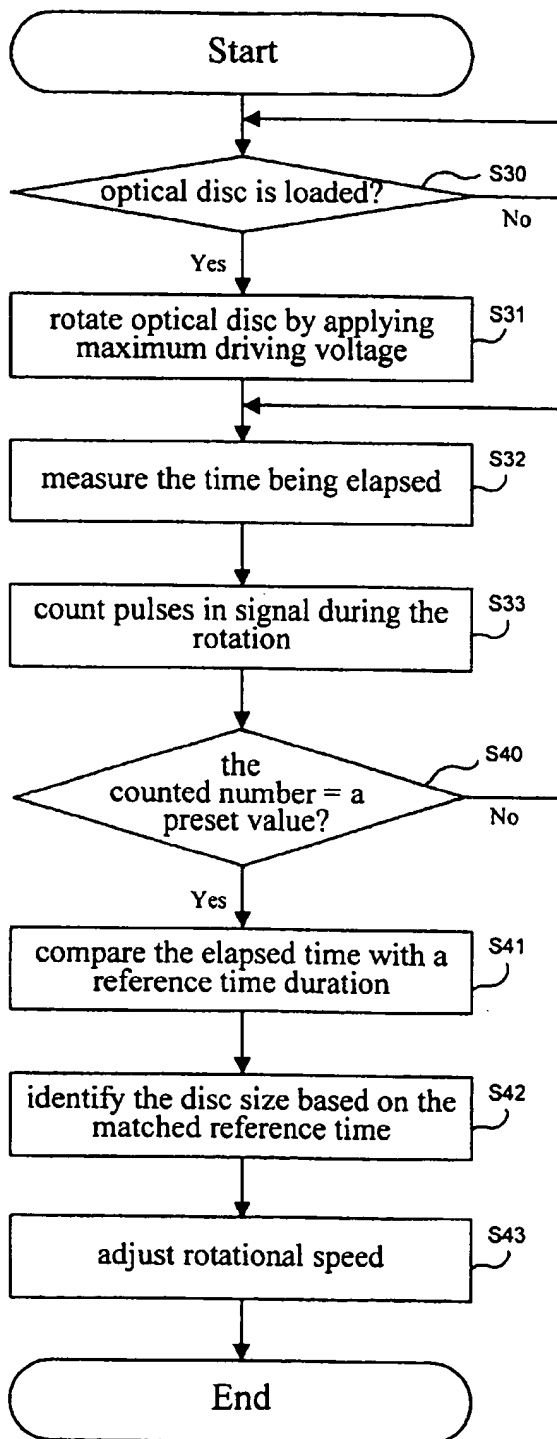 Start
optical disc is loaded?
S30
No
Yes
rotate optical disc by applying
maximum driving voltage
S31
measure the time being elapsed
S32
count pulses in signal during the
rotation
S33
the
counted number = a
preset value?
S40
No
Yes
compare the elapsed time with a
reference time duration
S41
identify the disc size based on the
matched reference time
S42
adjust rotational speed
S43
End